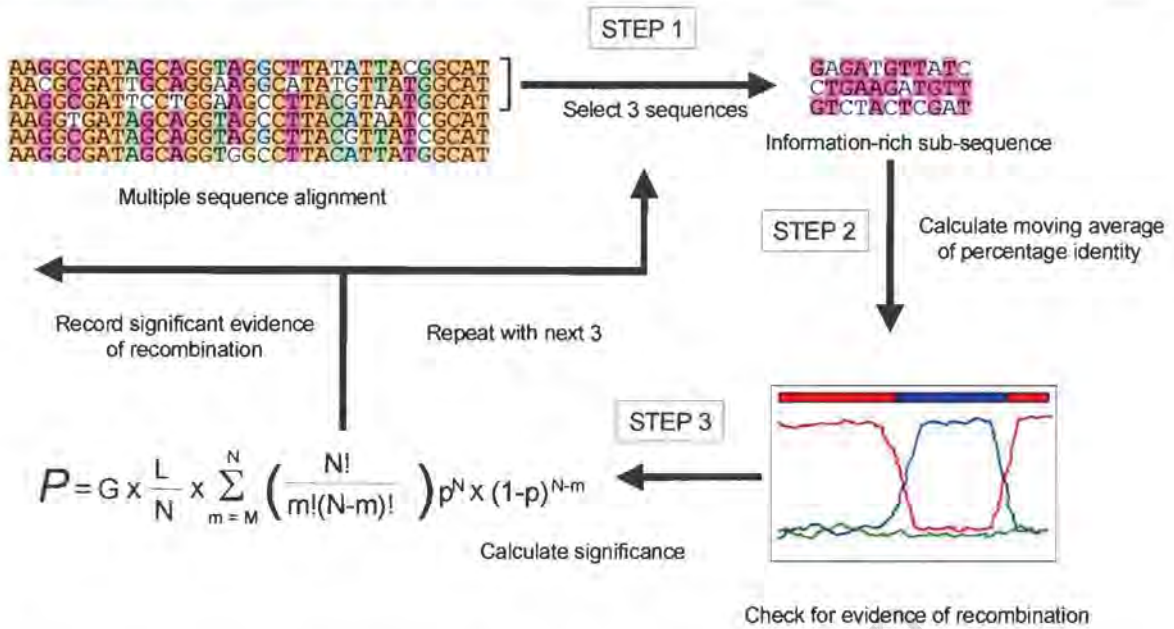 STEP 1
AAGGCGATAGCAGGTAGGCTTATATTACGGCAT
AACGCGATTGCAGGAAGGCATATGTTACGGCAT
AAGGCGATTCCTGGAAGCCTTACGTAATGGCAT
AAGGTGATAGCAGGTAGCCTTACATAATCGCAT
AAGGCGATAGCAGGTAGGCTTACGTTATCGCAT
AAGGCGATAGCAGGTGGCCTTACATTATGGCAT
Multiple sequence alignment
Select 3 sequences
GAGATGTTATC
CTGAAGATGTT
GTCTACTCGAT
Information-rich sub-sequence
STEP 2
Calculate moving average
of percentage identity
Record significant evidence
of recombination
Repeat with next 3
STEP 3
P = G x L/N x N ∑ m = M ( N! / m!(N-m)! ) p^N x (1-p)^N-m
Calculate significance
Check for evidence of recombination